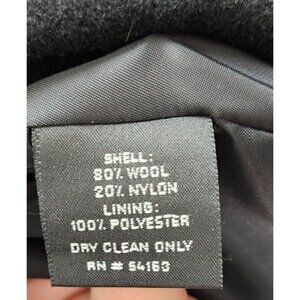 SHELL:
80% WOOL
20% NYLON
LINING:
100% POLYESTER
DRY CLEAN ONLY
RN # 54163